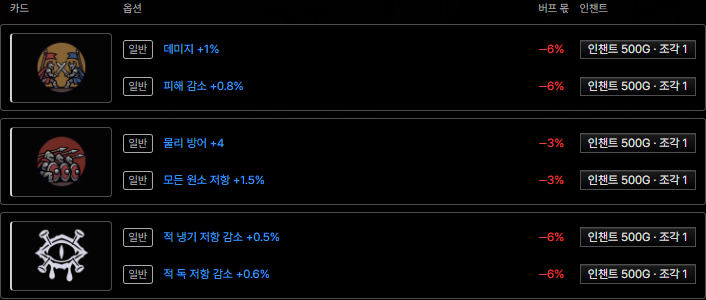 카드 옵션 버프 몫 인챈트
일반 데미지 +1% —6% 인챈트 500G · 조각 1
일반 피해 감소 +0.8% —6% 인챈트 500G · 조각 1
일반 물리 방어 +4 —3% 인챈트 500G · 조각 1
일반 모든 원소 저항 +1.5% —3% 인챈트 500G · 조각 1
일반 적 냉기 저항 감소 +0.5% —6% 인챈트 500G · 조각 1
일반 적 독 저항 감소 +0.6% —6% 인챈트 500G · 조각 1